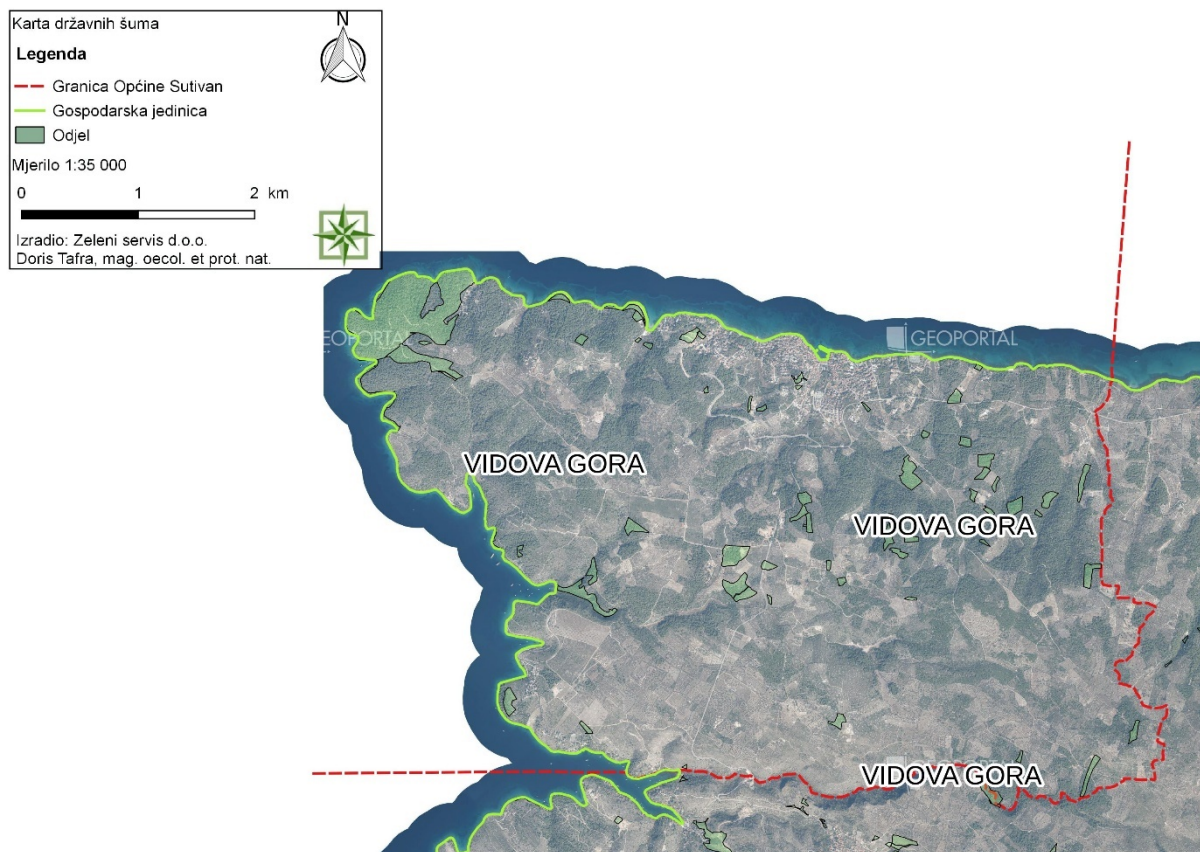 Karta državnih šuma
N
Legenda
Granica Općine Sutivan
Gospodarska jedinica
Odjel
Mjerilo 1:35 000
0 1 2 km
Izradio: Zeleni servis d.o.o.
Doris Tafra, mag. oecol. et prot. nat.
EOPORTAL
GEOPORTAL
VIDOVA GORA
VIDOVA GORA
VIDOVA GORA